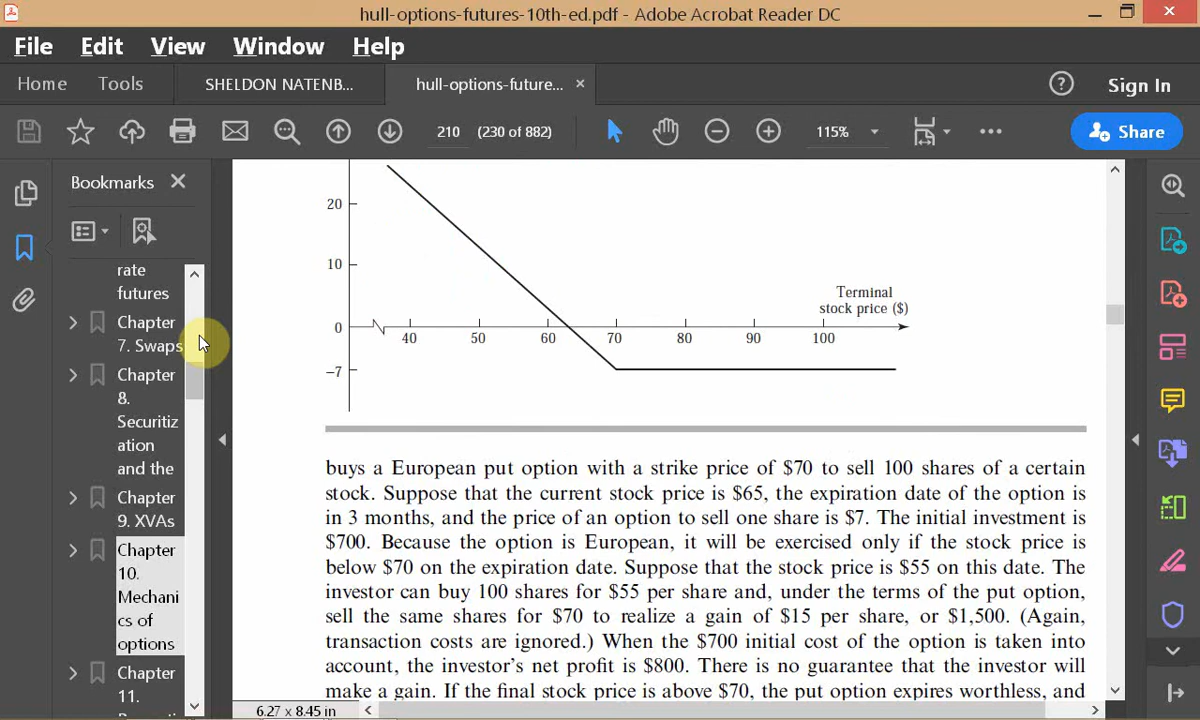 hull-options-futures-10th-ed.pdf - Adobe Acrobat Reader DC
File Edit View Window Help
Home Tools SHELDON NATENB... hull-options-future... × Sign In
210 (230 of 882) 115% Share
Bookmarks
rate
futures
Chapter
7. Swaps
Chapter
8.
Securitiz
ation
and the
Chapter
9. XVAs
Chapter
10.
Mechani
cs of
options
Chapter
11.
20
10
0
-7
40 50 60 70 80 90 100
Terminal
stock price ($)
buys a European put option with a strike price of $70 to sell 100 shares of a certain
stock. Suppose that the current stock price is $65, the expiration date of the option is
in 3 months, and the price of an option to sell one share is $7. The initial investment is
$700. Because the option is European, it will be exercised only if the stock price is
below $70 on the expiration date. Suppose that the stock price is $55 on this date. The
investor can buy 100 shares for $55 per share and, under the terms of the put option,
sell the same shares for $70 to realize a gain of $15 per share, or $1,500. (Again,
transaction costs are ignored.) When the $700 initial cost of the option is taken into
account, the investor's net profit is $800. There is no guarantee that the investor will
make a gain. If the final stock price is above $70, the put option expires worthless, and
6.27 x 8.45 in